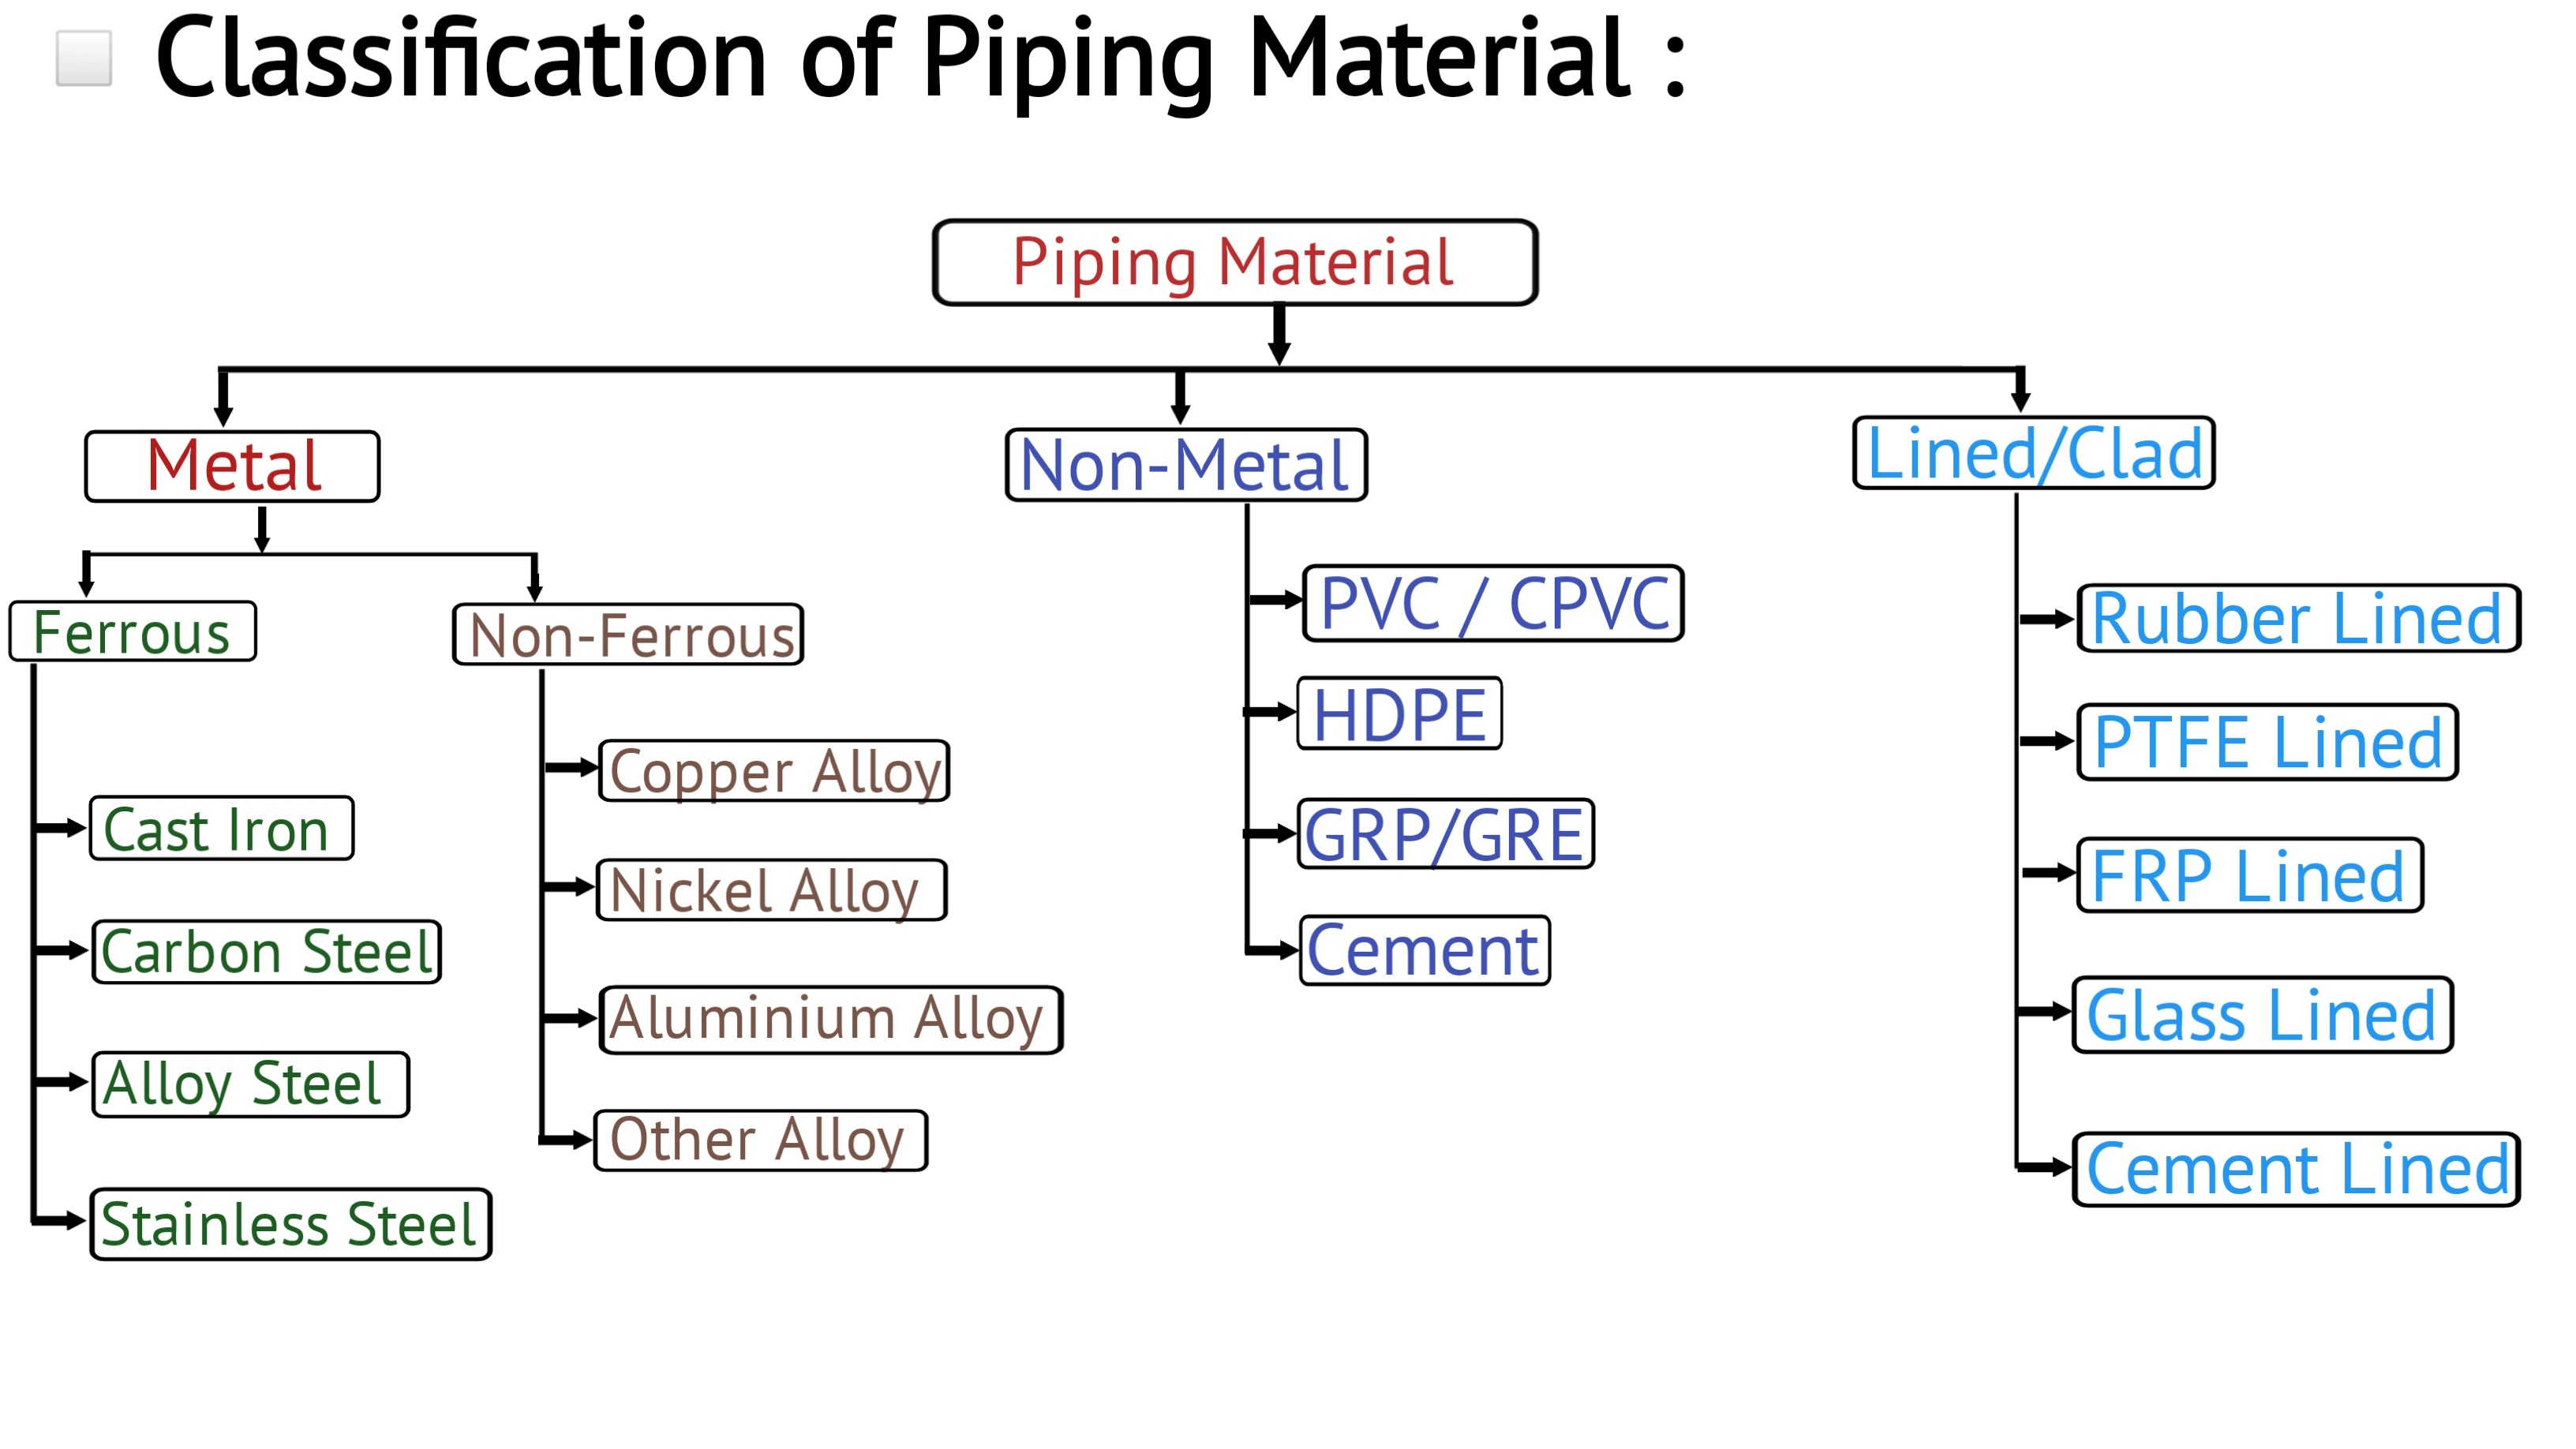 Classification of Piping Material :
Piping Material
Metal
Non-Metal
Lined/Clad
Ferrous
Non-Ferrous
Cast Iron
Carbon Steel
Alloy Steel
Stainless Steel
Copper Alloy
Nickel Alloy
Aluminium Alloy
Other Alloy
PVC / CPVC
HDPE
GRP/GRE
Cement
Rubber Lined
PTFE Lined
FRP Lined
Glass Lined
Cement Lined